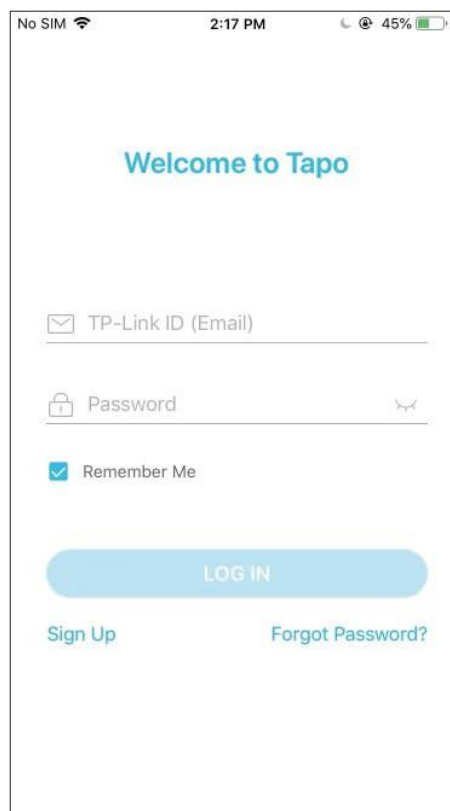 No SIM 2:17 PM 45%
Welcome to Tapo
TP-Link ID (Email)
Password
Remember Me
LOG IN
Sign Up Forgot Password?